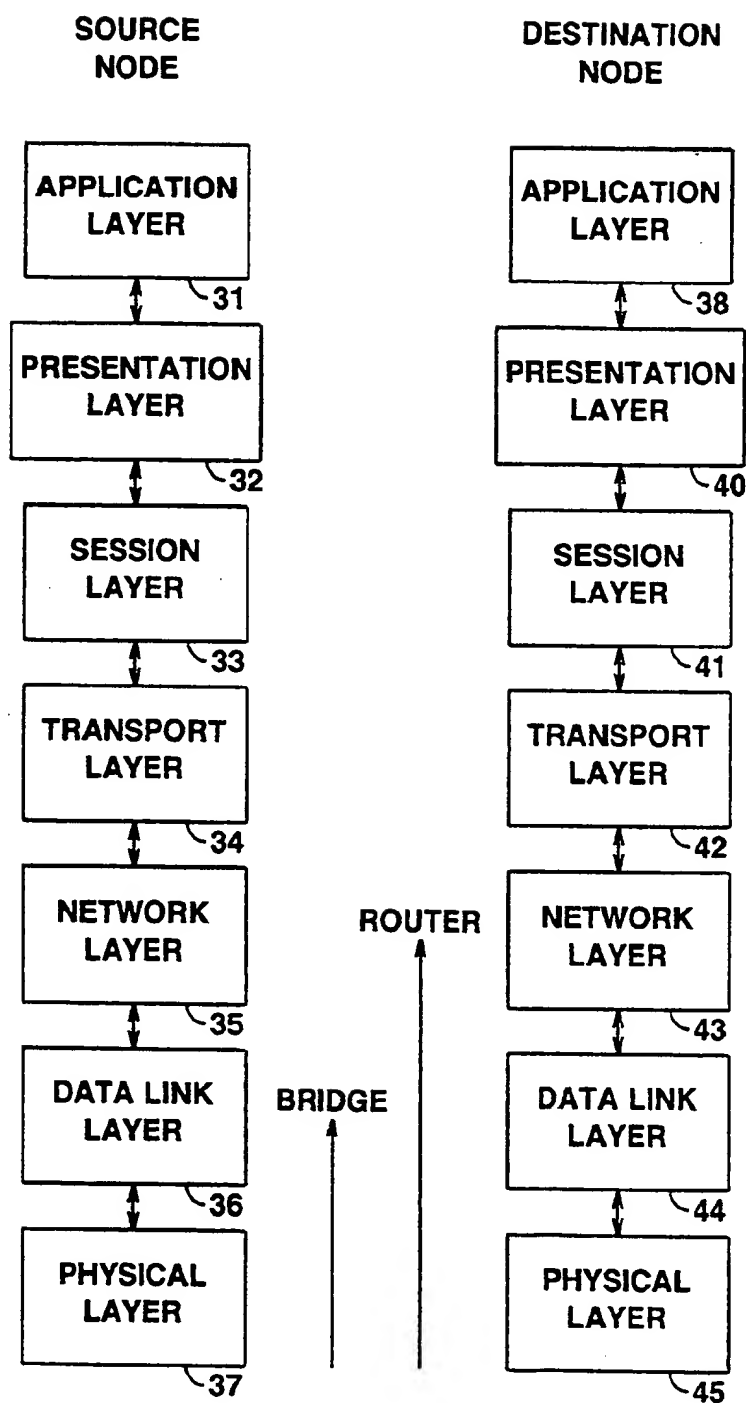 SOURCE
NODE
APPLICATION
LAYER
31
PRESENTATION
LAYER
32
SESSION
LAYER
33
TRANSPORT
LAYER
34
NETWORK
LAYER
35
DATA LINK
LAYER
36
PHYSICAL
LAYER
37
BRIDGE
ROUTER
DESTINATION
NODE
APPLICATION
LAYER
38
PRESENTATION
LAYER
40
SESSION
LAYER
41
TRANSPORT
LAYER
42
NETWORK
LAYER
43
DATA LINK
LAYER
44
PHYSICAL
LAYER
45